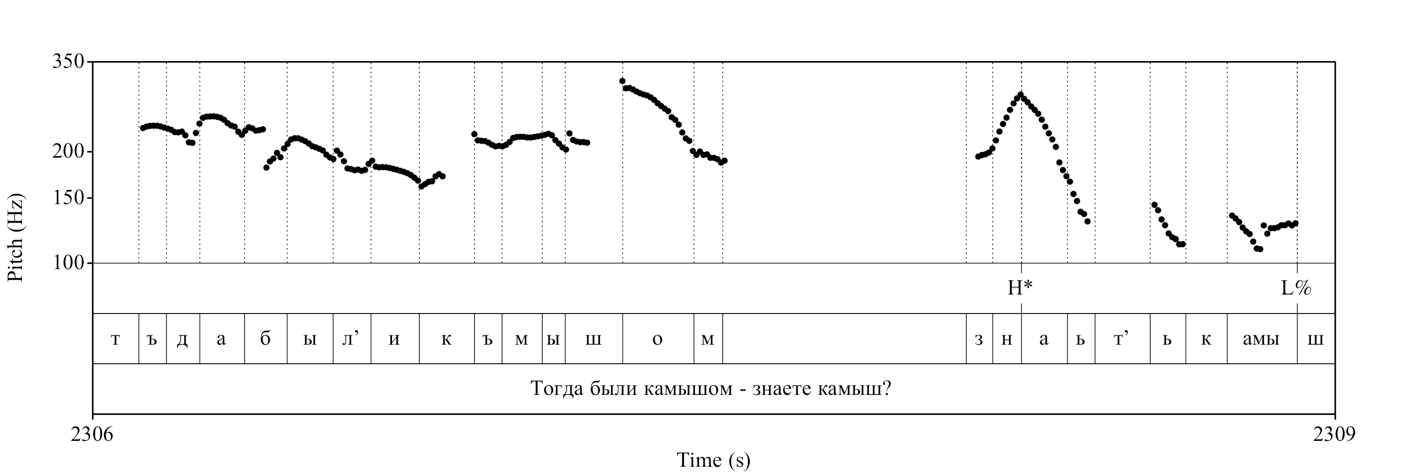 350
200
150
100
Pitch (Hz)
H* L%
т ъ д а б ы л’ и к ъ м ы ш о м з н а ь т’ ь к амы ш
Тогда были камышом - знаете камыш?
2306 2309
Time (s)